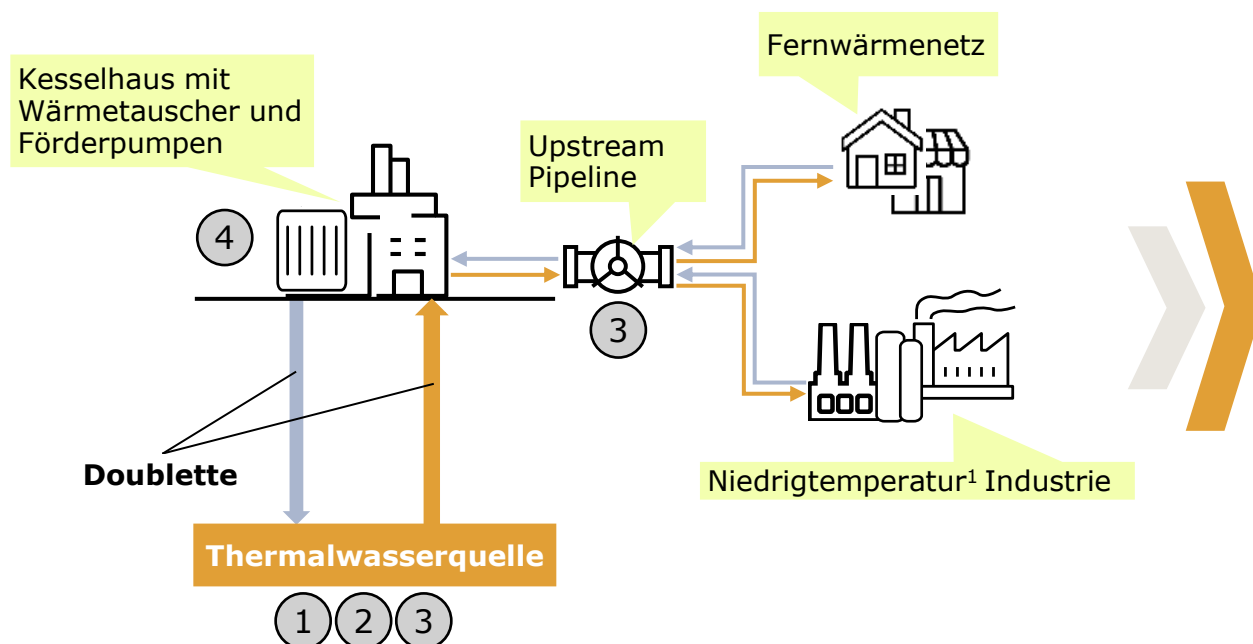 Fernwärmenetz
Kesselhaus mit
Wärmetauscher und
Förderpumpen
Upstream
Pipeline
4
3
Doublette
Niedrigtemperatur¹ Industrie
Thermalwasserquelle
1 2 3